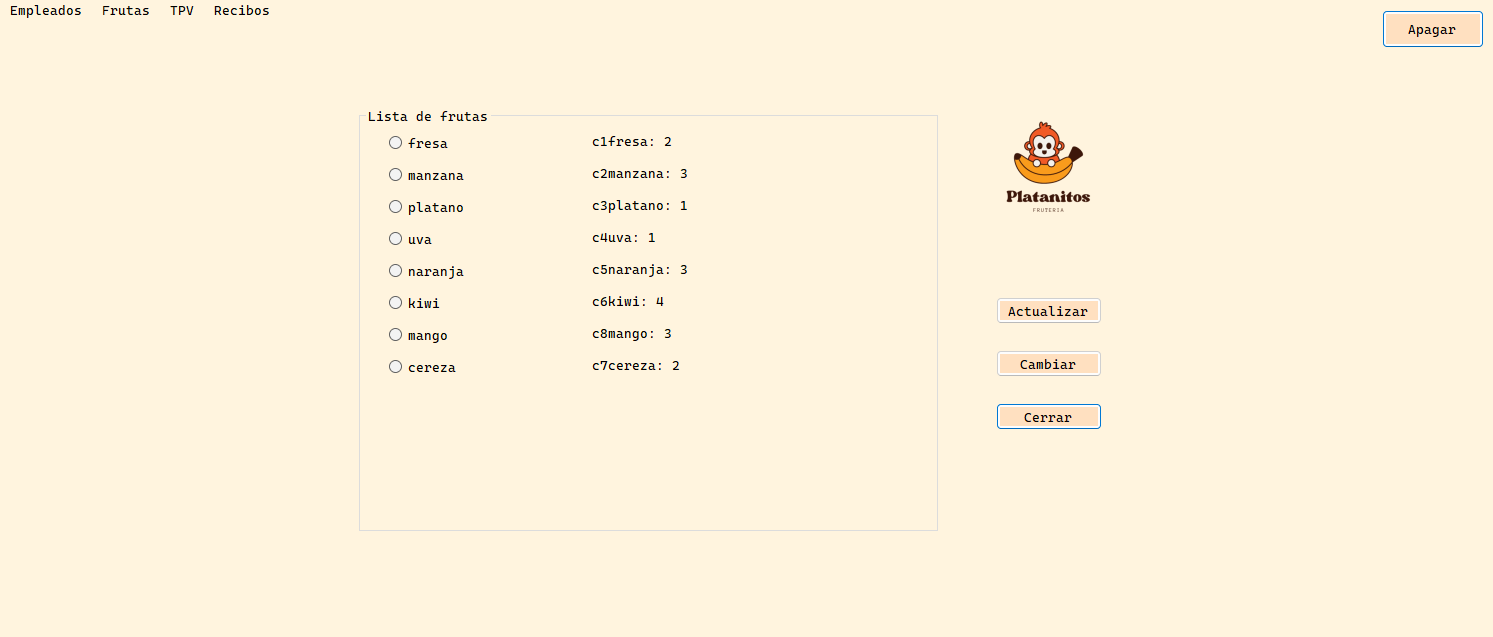 Empleados Frutas TPV Recibos
Apagar
Lista de frutas
fresa c1fresa: 2
manzana c2manzana: 3
platano c3platano: 1
uva c4uva: 1
naranja c5naranja: 3
kiwi c6kiwi: 4
mango c8mango: 3
cereza c7cereza: 2
Platanitos
FRUTERIA
Actualizar
Cambiar
Cerrar